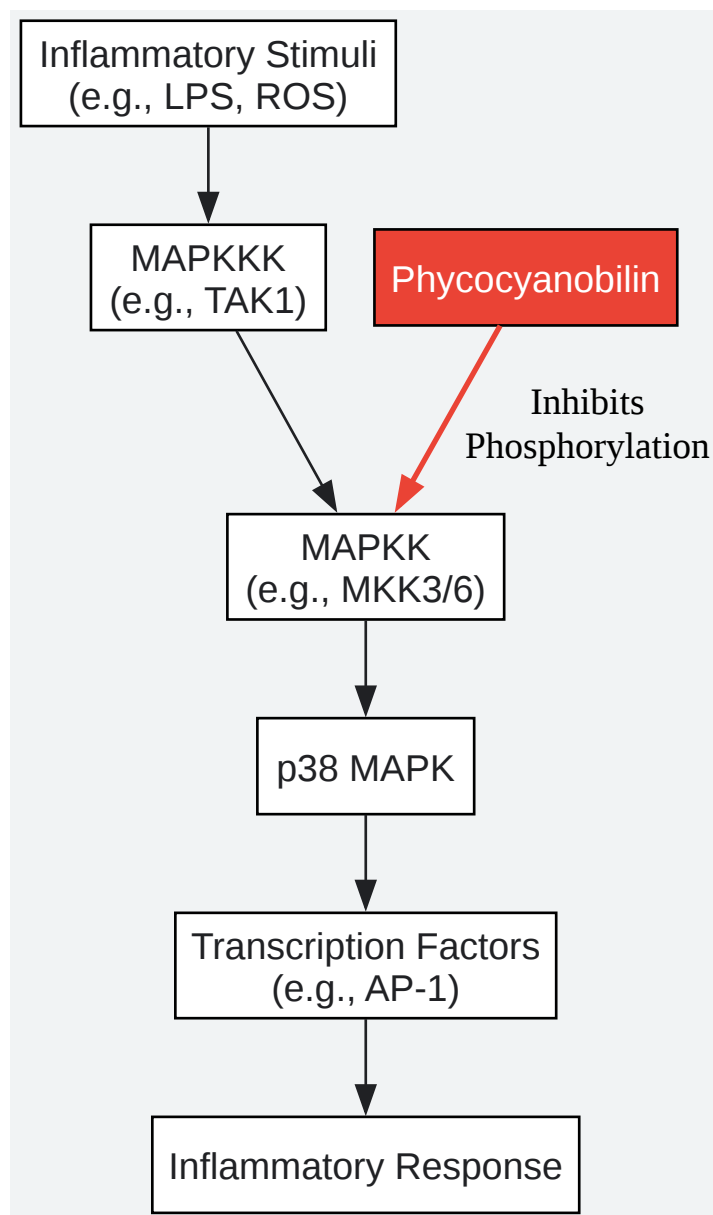 Inflammatory Stimuli
(e.g., LPS, ROS)
MAPKKK
(e.g., TAK1)
Phycocyanobilin
Inhibits
Phosphorylation
MAPKK
(e.g., MKK3/6)
p38 MAPK
Transcription Factors
(e.g., AP-1)
Inflammatory Response